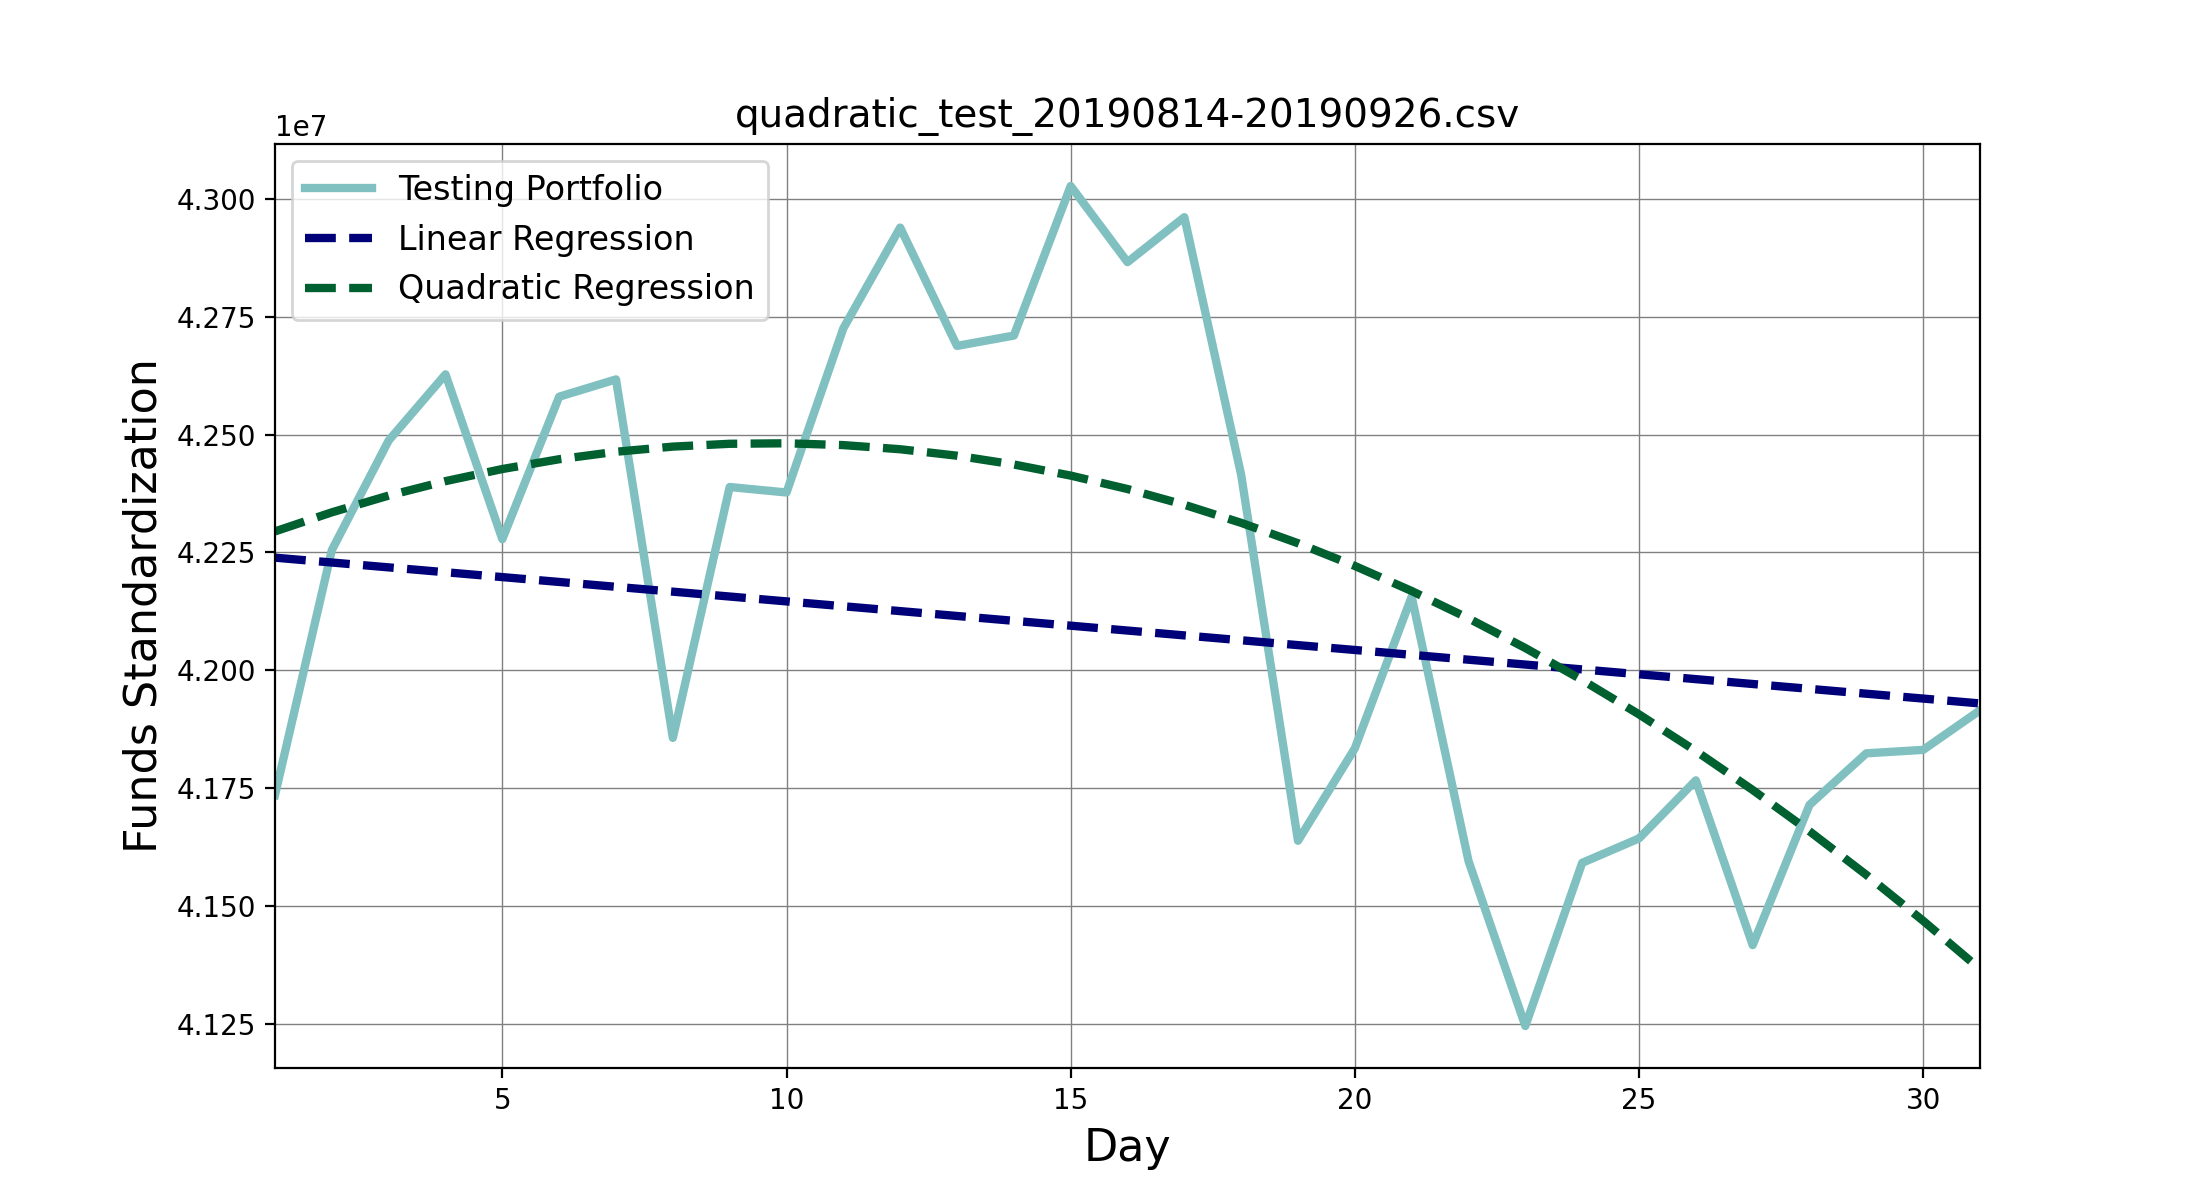 quadratic_test_20190814-20190926.csv
1e7
Testing Portfolio
Linear Regression
Quadratic Regression
4.300
4.275
4.250
4.225
4.200
4.175
4.150
4.125
Funds Standardization
5 10 15 20 25 30
Day